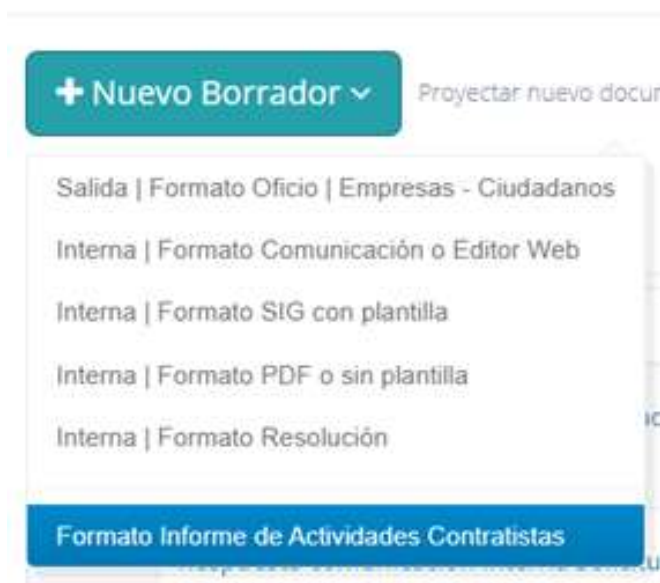 + Nuevo Borrador
Proyectar nuevo
Salida | Formato Oficio | Empresas - Ciudadanos
Interna | Formato Comunicación o Editor Web
Interna | Formato SIG con plantilla
Interna | Formato PDF o sin plantilla
Interna | Formato Resolución
Formato Informe de Actividades Contratistas